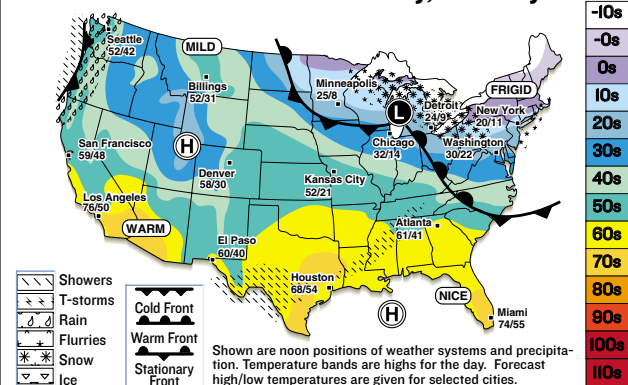 Seattle
52/42
MILD
Billings
52/31
Minneapolis
25/8
L
Detroit
24/9
FRIGID
New York
20/11
San Francisco
59/48
H
Chicago
32/14
Washington
30/22
Denver
58/30
Kansas City
52/21
Los Angeles
76/50
WARM
Atlanta
61/41
El Paso
60/40
Houston
68/54
NICE
H
Miami
74/55
Showers
T-storms
Rain
Flurries
Snow
Ice
Cold Front
Warm Front
Stationary
Front
Shown are noon positions of weather systems and precipita-
tion. Temperature bands are highs for the day. Forecast
high/low temperatures are given for selected cities.
-10s
-0s
0s
10s
20s
30s
40s
50s
60s
70s
80s
90s
100s
110s